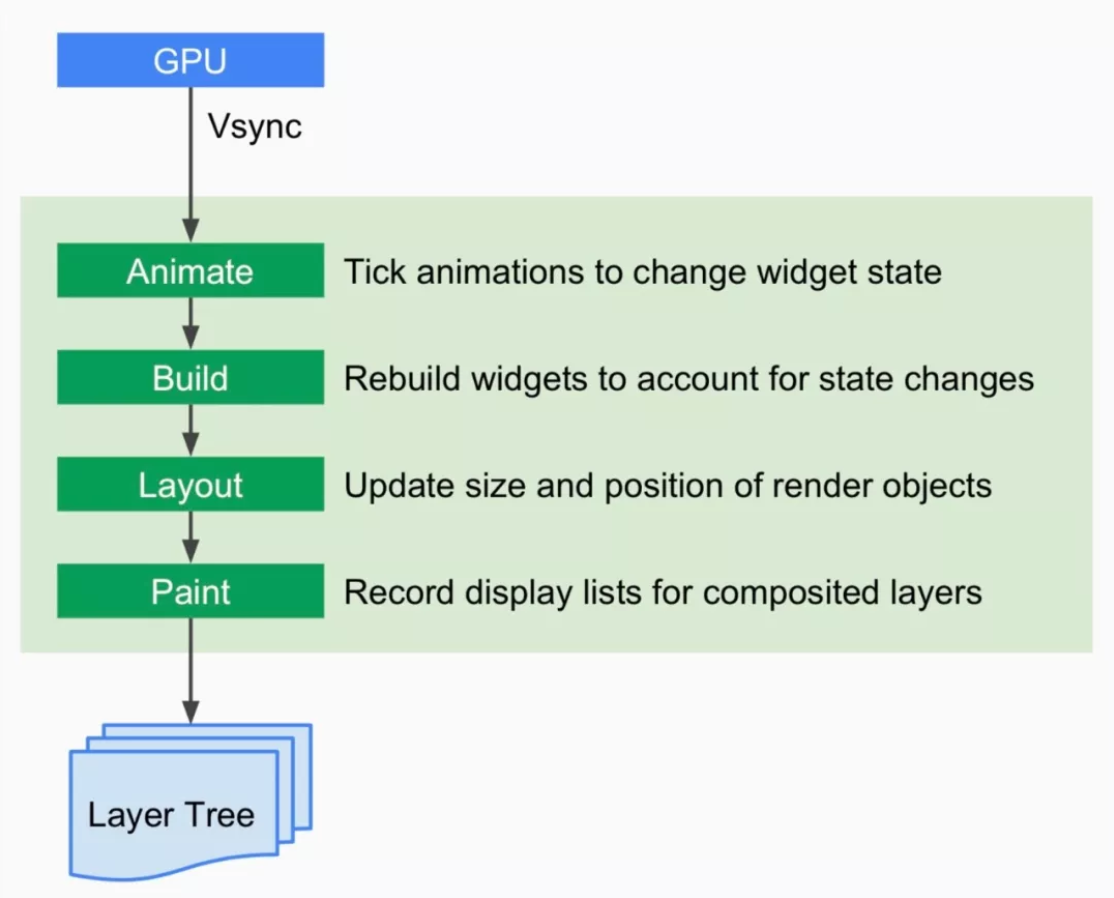 GPU
Vsync
Animate Tick animations to change widget state
Build Rebuild widgets to account for state changes
Layout Update size and position of render objects
Paint Record display lists for composited layers
Layer Tree